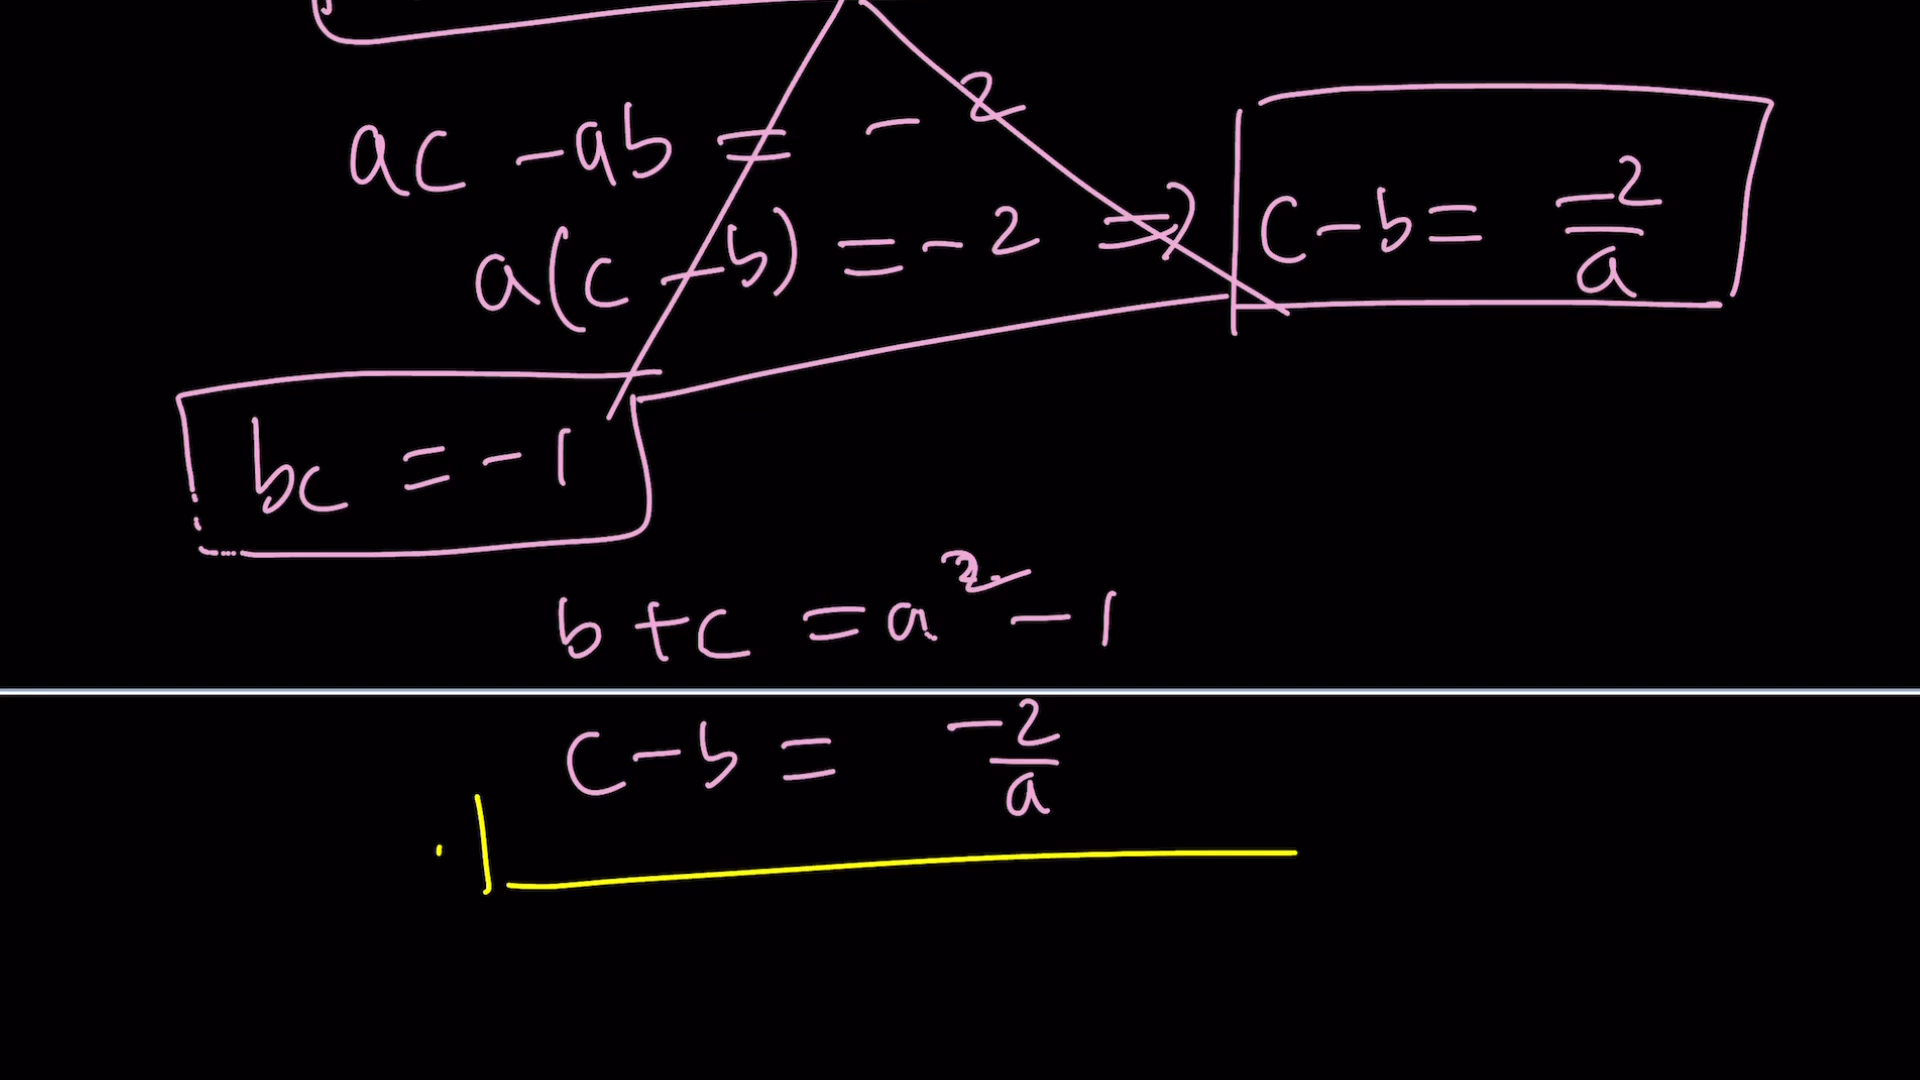 ac - ab = - 2
a(c - b) = - 2 ⇒ c - b = -2/a
bc = - 1
b + c = a² - 1
c - b = -2/a